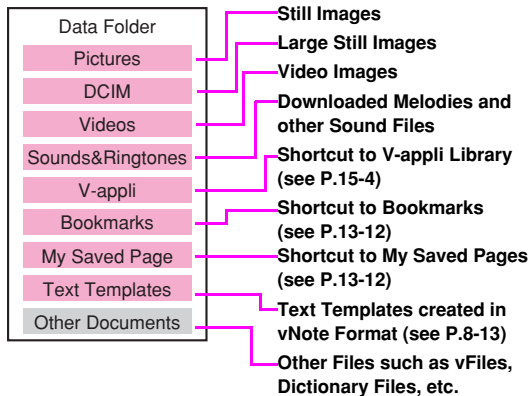 Data Folder
Pictures
DCIM
Videos
Sounds&Ringtones
V-appli
Bookmarks
My Saved Page
Text Templates
Other Documents
Still Images
Large Still Images
Video Images
Downloaded Melodies and
other Sound Files
Shortcut to V-appli Library
(see P.15-4)
Shortcut to Bookmarks
(see P.13-12)
Shortcut to My Saved Pages
(see P.13-12)
Text Templates created in
vNote Format (see P.8-13)
Other Files such as vFiles,
Dictionary Files, etc.